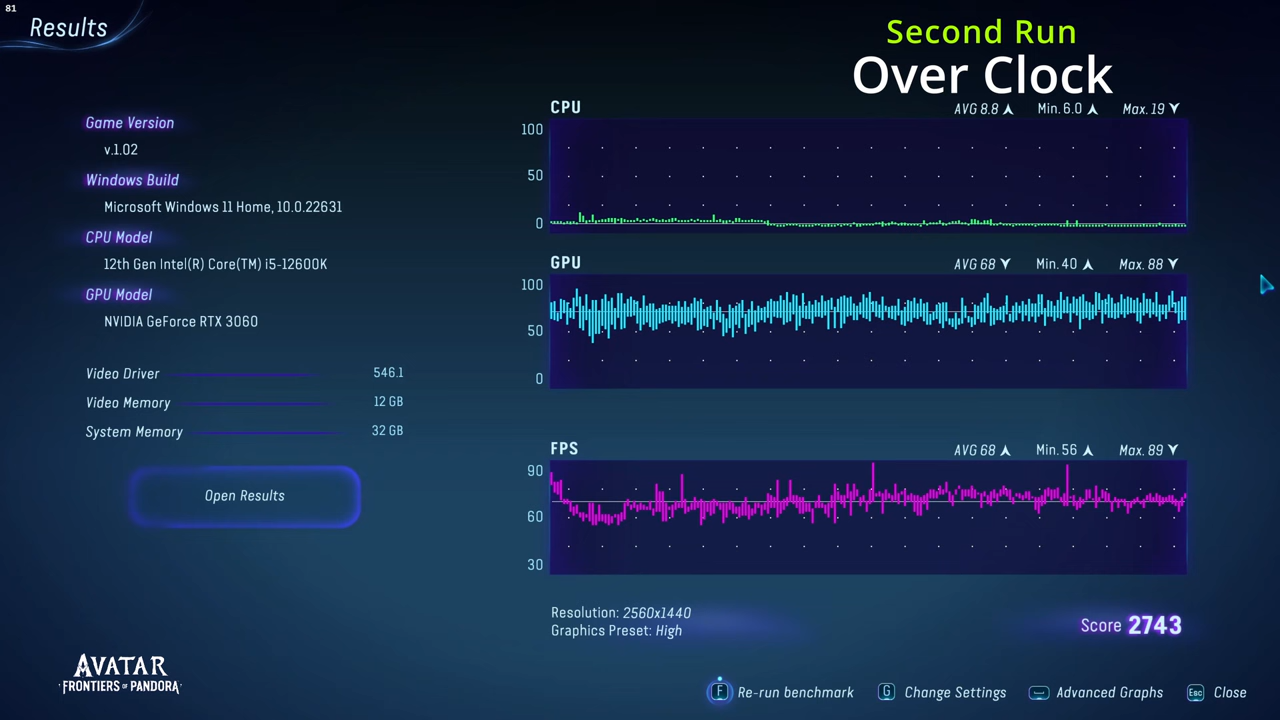 81
Results
Second Run
Over Clock
Game Version
v.1.02
Windows Build
Microsoft Windows 11 Home, 10.0.22631
CPU Model
12th Gen Intel(R) Core(TM) i5-12600K
GPU Model
NVIDIA GeForce RTX 3060
Video Driver 546.1
Video Memory 12 GB
System Memory 32 GB
Open Results
CPU AVG 8.8 Min. 6.0 Max. 19
100
50
0
GPU AVG 68 Min. 40 Max. 88
100
50
0
FPS AVG 68 Min. 56 Max. 89
90
60
30
Resolution: 2560x1440
Graphics Preset: High
Score 2743
AVATAR
FRONTIERS OF PANDORA
F Re-run benchmark G Change Settings Advanced Graphs Esc Close